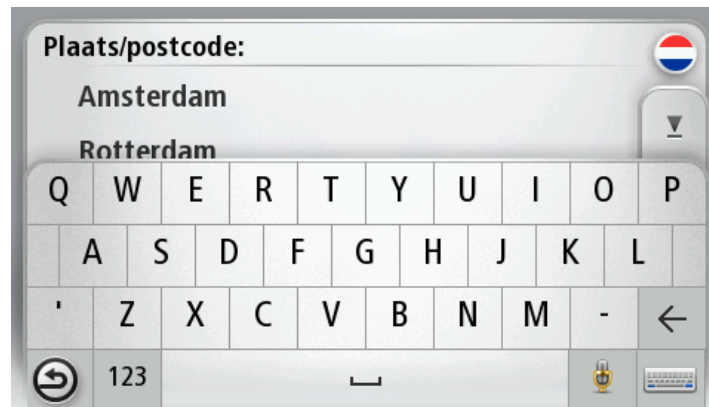 Plaats/postcode:
Amsterdam
Rotterdam
Q W E R T Y U I O P
A S D F G H J K L
' Z X C V B N M -
123